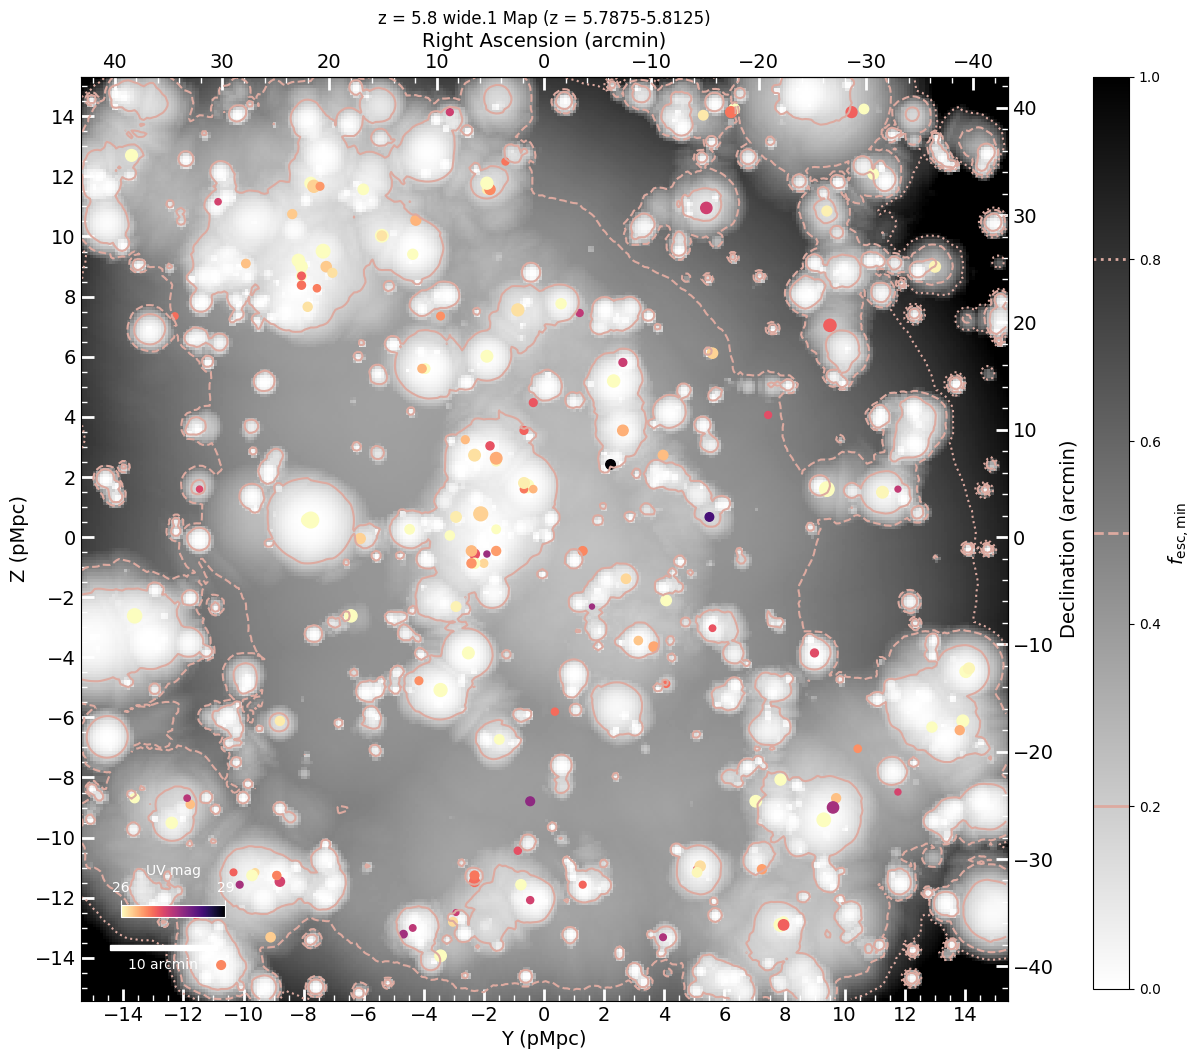 z = 5.8 wide.1 Map (z = 5.7875-5.8125)
Right Ascension (arcmin)
40 30 20 10 0 −10 −20 −30 −40
14 12 10 8 6 4 2 0 −2 −4 −6 −8 −10 −12 −14
Z (pMpc)
40 30 20 10 0 −10 −20 −30 −40
Declination (arcmin)
1.0 0.8 0.6 0.4 0.2 0.0
f_esc,min
UV mag
26 29
10 arcmin
−14 −12 −10 −8 −6 −4 −2 0 2 4 6 8 10 12 14
Y (pMpc)